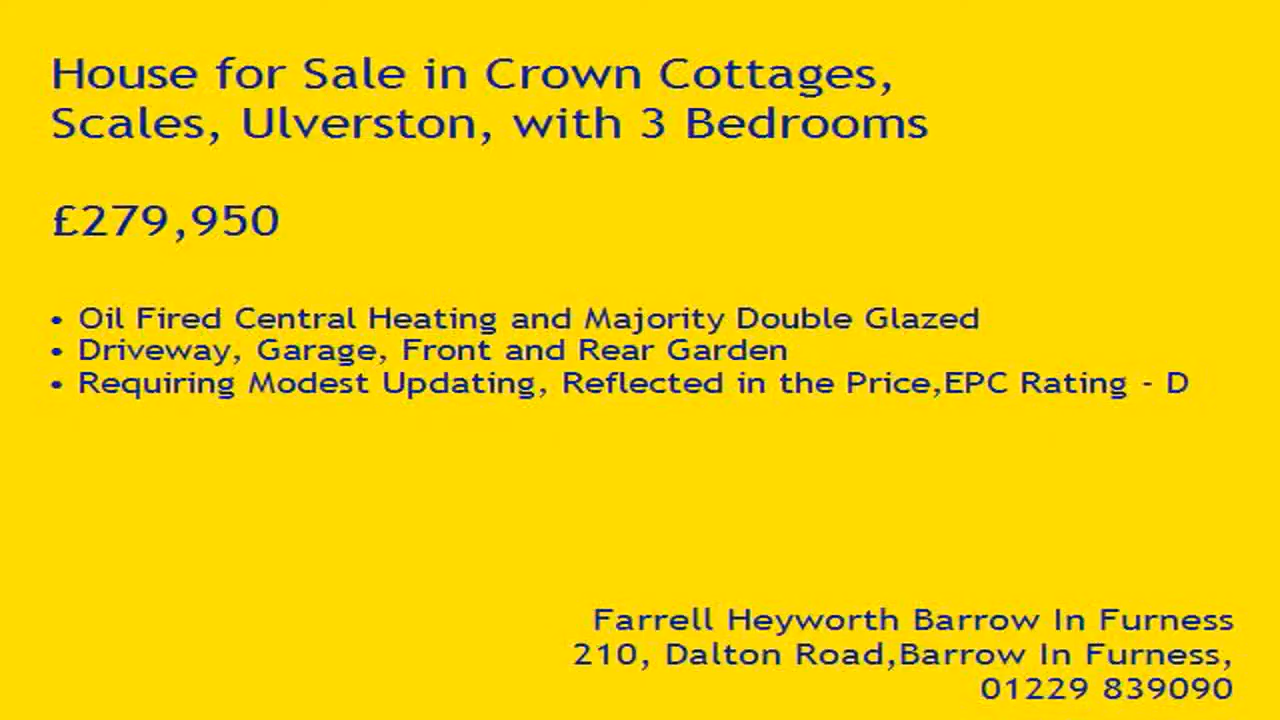 House for Sale in Crown Cottages,
Scales, Ulverston, with 3 Bedrooms
£279,950
• Oil Fired Central Heating and Majority Double Glazed
• Driveway, Garage, Front and Rear Garden
• Requiring Modest Updating, Reflected in the Price,EPC Rating - D
Farrell Heyworth Barrow In Furness
210, Dalton Road,Barrow In Furness,
01229 839090